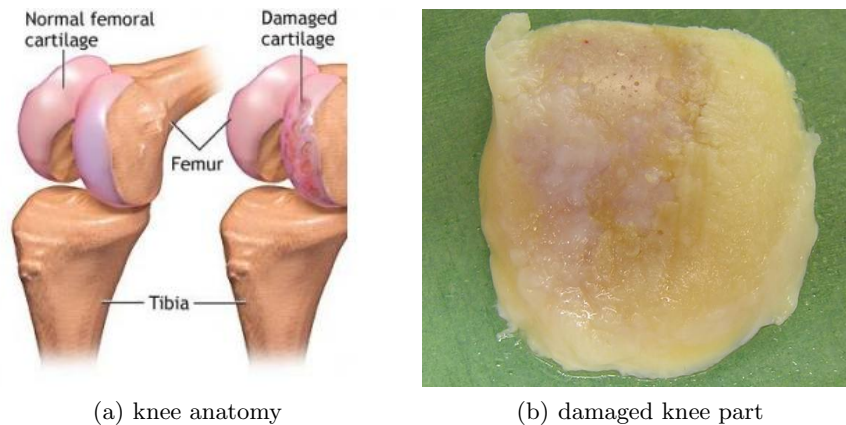 Normal femoral
cartilage
Damaged
cartilage
Femur
Tibia
(a) knee anatomy
(b) damaged knee part